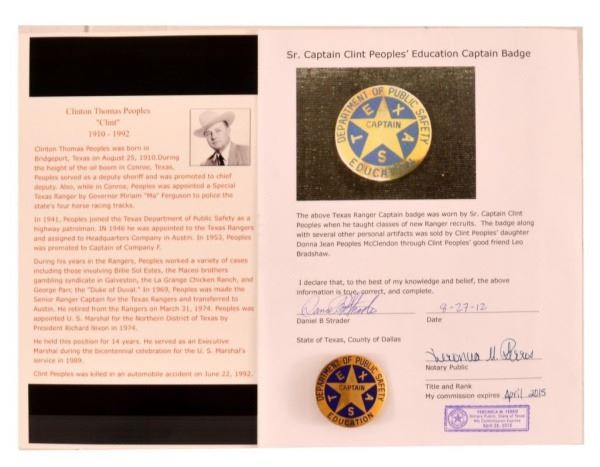 Clinton Thomas Peoples
"Clint"
1910 - 1992
Clinton Thomas Peoples was born in
Bridgeport, Texas on August 25, 1910.During
the height of the oil boom in Conroe, Texas,
Peoples served as a deputy sheriff and was promoted to chief
deputy. Also, while in Conroe, Peoples was appointed a Special
Texas Ranger by Governor Miriam "Ma" Ferguson to police the
state's four horse racing tracks.
In 1941, Peoples joined the Texas Department of Public Safety as a
highway patrolman. IN 1946 he was appointed to the Texas Rangers
and assigned to Headquarters Company in Austin. In 1953, Peoples
was promoted to Captain of Company F.
During his years in the Rangers, Peoples worked a variety of cases
including those involving Billie Sol Estes, the Maceo brothers
gambling syndicate in Galveston, the La Grange Chicken Ranch, and
George Parr, the "Duke of Duval." In 1969, Peoples was made the
Senior Ranger Captain for the Texas Rangers and transferred to
Austin. He retired from the Rangers on March 31, 1974. Peoples was
appointed U. S. Marshal for the Northern District of Texas by
President Richard Nixon in 1974.
He held this position for 14 years. He served as an Executive
Marshal during the bicentennial celebration for the U. S. Marshal's
service in 1989.
Clint Peoples was killed in an automobile accident on June 22, 1992.
Sr. Captain Clint Peoples' Education Captain Badge
DEPARTMENT OF PUBLIC SAFETY
TEXAS
CAPTAIN
EDUCATION
The above Texas Ranger Captain badge was worn by Sr. Captain Clint
Peoples when he taught classes of new Ranger recruits. The badge along
with several other personal artifacts was sold by Clint Peoples' daughter
Donna Jean Peoples McClendon through Clint Peoples' good friend Leo
Bradshaw.
I declare that, to the best of my knowledge and belief, the above
information is true, correct, and complete.
8-27-12
Daniel B Strader Date
State of Texas, County of Dallas
Notary Public
Title and Rank
My commission expires April 2015
DEPARTMENT OF PUBLIC SAFETY
TEXAS
CAPTAIN
EDUCATION
Notary Public, State of Texas
My Commission Expires